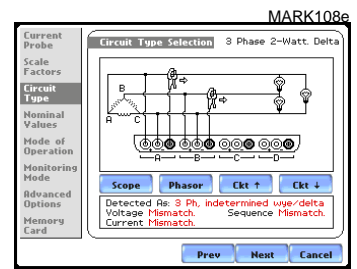 MARK108e
Current Probe
Scale Factors
Circuit Type
Nominal Values
Mode of Operation
Monitoring Mode
Advanced Options
Memory Card
Circuit Type Selection 3 Phase 2-Watt. Delta
B
A C
A B C D
Scope Phasor Ckt ↑ Ckt ↓
Detected As: 3 Ph, indetermined wye/delta
Voltage Mismatch. Sequence Mismatch.
Current Mismatch.
Prev Next Cancel